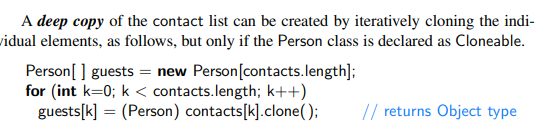 A deep copy of the contact list can be created by iteratively cloning the indi-
vidual elements, as follows, but only if the Person class is declared as Cloneable.
Person[ ] guests = new Person[contacts.length];
for (int k=0; k < contacts.length; k++)
guests[k] = (Person) contacts[k].clone( ); // returns Object type